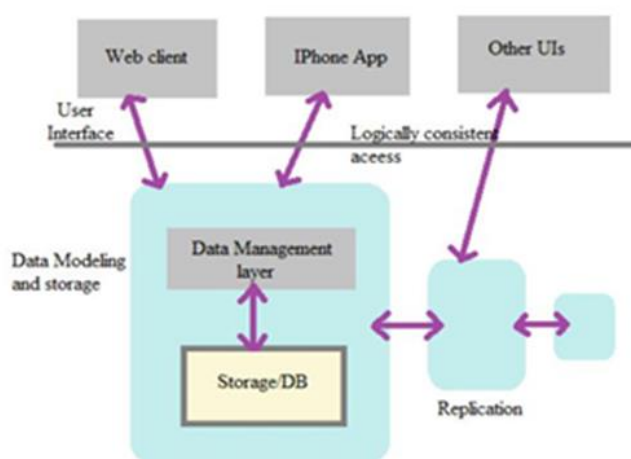 Web client
IPhone App
Other UIs
User
Interface
Logically consistent
aceess
Data Modeling
and storage
Data Management
layer
Storage/DB
Replication